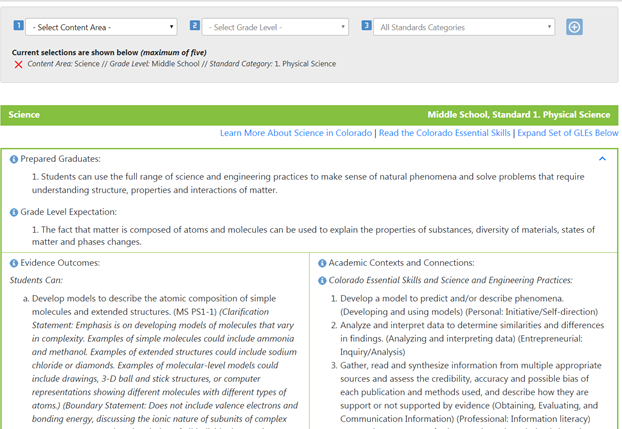 1 - Select Content Area - 2 - Select Grade Level - 3 All Standards Categories
Current selections are shown below (maximum of five)
Content Area: Science // Grade Level: Middle School // Standard Category: 1. Physical Science
Science Middle School, Standard 1. Physical Science
Learn More About Science in Colorado | Read the Colorado Essential Skills | Expand Set of GLEs Below
Prepared Graduates:
1. Students can use the full range of science and engineering practices to make sense of natural phenomena and solve problems that require
understanding structure, properties and interactions of matter.
Grade Level Expectation:
1. The fact that matter is composed of atoms and molecules can be used to explain the properties of substances, diversity of materials, states of
matter and phases changes.
Evidence Outcomes:
Students Can:
a. Develop models to describe the atomic composition of simple
molecules and extended structures. (MS PS1-1) (Clarification
Statement: Emphasis is on developing models of molecules that vary
in complexity. Examples of simple molecules could include ammonia
and methanol. Examples of extended structures could include sodium
chloride or diamonds. Examples of molecular-level models could
include drawings, 3-D ball and stick structures, or computer
representations showing different molecules with different types of
atoms.) (Boundary Statement: Does not include valence electrons and
bonding energy, discussing the ionic nature of subunits of complex
Academic Contexts and Connections:
Colorado Essential Skills and Science and Engineering Practices:
1. Develop a model to predict and/or describe phenomena.
(Developing and using models) (Personal: Initiative/Self-direction)
2. Analyze and interpret data to determine similarities and differences
in findings. (Analyzing and interpreting data) (Entrepreneurial:
Inquiry/Analysis)
3. Gather, read and synthesize information from multiple appropriate
sources and assess the credibility, accuracy and possible bias of
each publication and methods used, and describe how they are
support or not supported by evidence (Obtaining, Evaluating, and
Communication Information) (Professional: Information literacy)